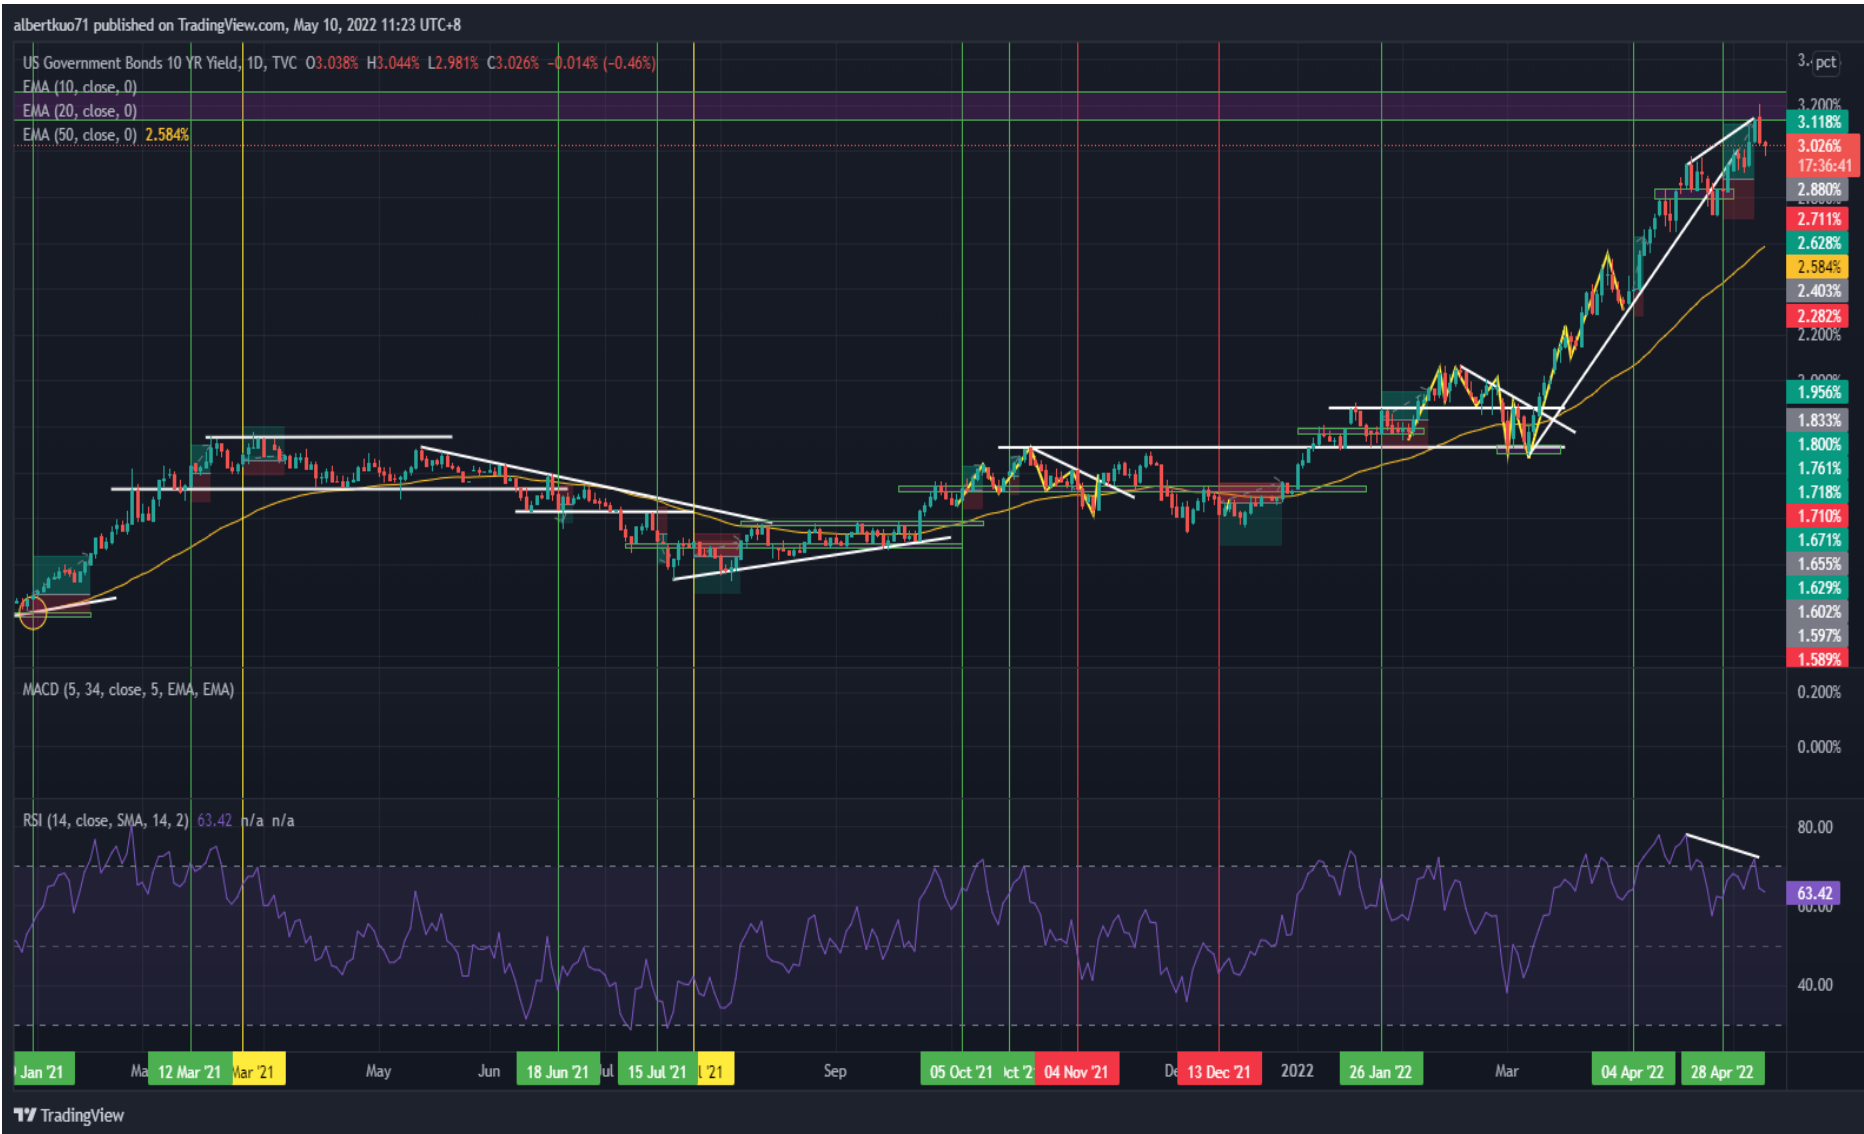 albertkuo71 published on TradingView.com, May 10, 2022 11:23 UTC+8
US Government Bonds 10 YR Yield, 1D, TVC O3.038% H3.044% L2.981% C3.026% −0.014% (−0.46%)
pct
EMA (10, close, 0)
EMA (20, close, 0)
3.200%
3.118%
EMA (50, close, 0) 2.584%
3.026%
17:36:41
2.880%
2.711%
2.628%
2.584%
2.403%
2.282%
2.200%
1.956%
1.833%
1.800%
1.761%
1.718%
1.710%
1.671%
1.655%
1.629%
1.602%
1.597%
1.589%
MACD (5, 34, close, 5, EMA, EMA)
0.200%
0.000%
RSI (14, close, SMA, 14, 2) 63.42 n/a n/a
80.00
63.42
60.00
40.00
Jan '21 12 Mar '21 Mar '21 May Jun 18 Jun '21 15 Jul '21 Sep 05 Oct '21 04 Nov '21 13 Dec '21 2022 26 Jan '22 Mar 04 Apr '22 28 Apr '22
TradingView